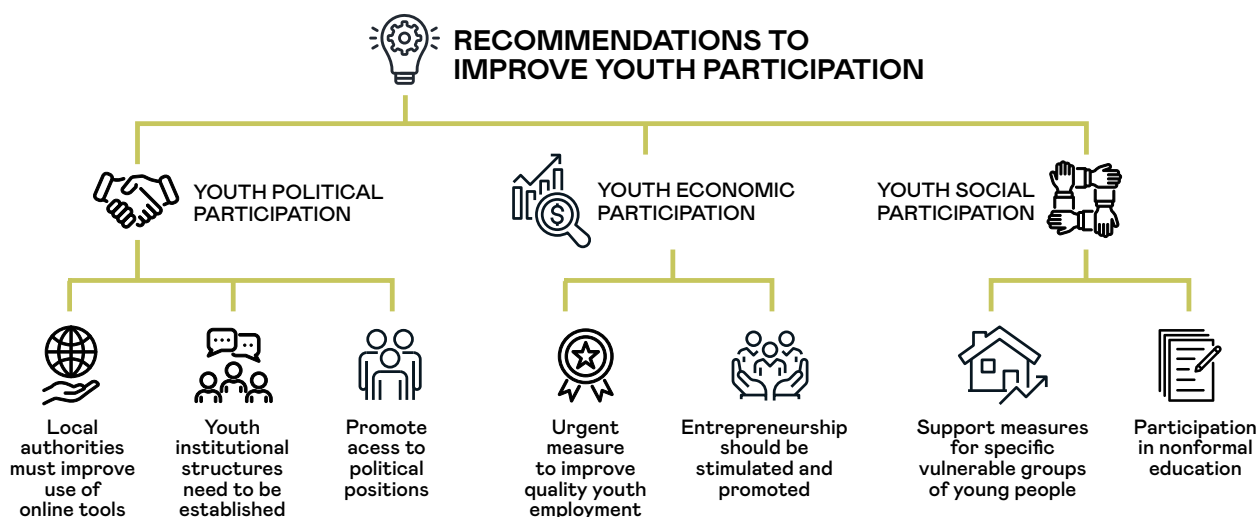 RECOMMENDATIONS TO
IMPROVE YOUTH PARTICIPATION
YOUTH POLITICAL
PARTICIPATION
YOUTH ECONOMIC
PARTICIPATION
YOUTH SOCIAL
PARTICIPATION
Local
authorities
must improve
use of
online tools
Youth
institutional
structures
need to be
established
Promote
acess to
political
positions
Urgent
measure
to improve
quality youth
employment
Entrepreneurship
should be
stimulated and
promoted
Support measures
for specific
vulnerable groups
of young people
Participation
in nonformal
education